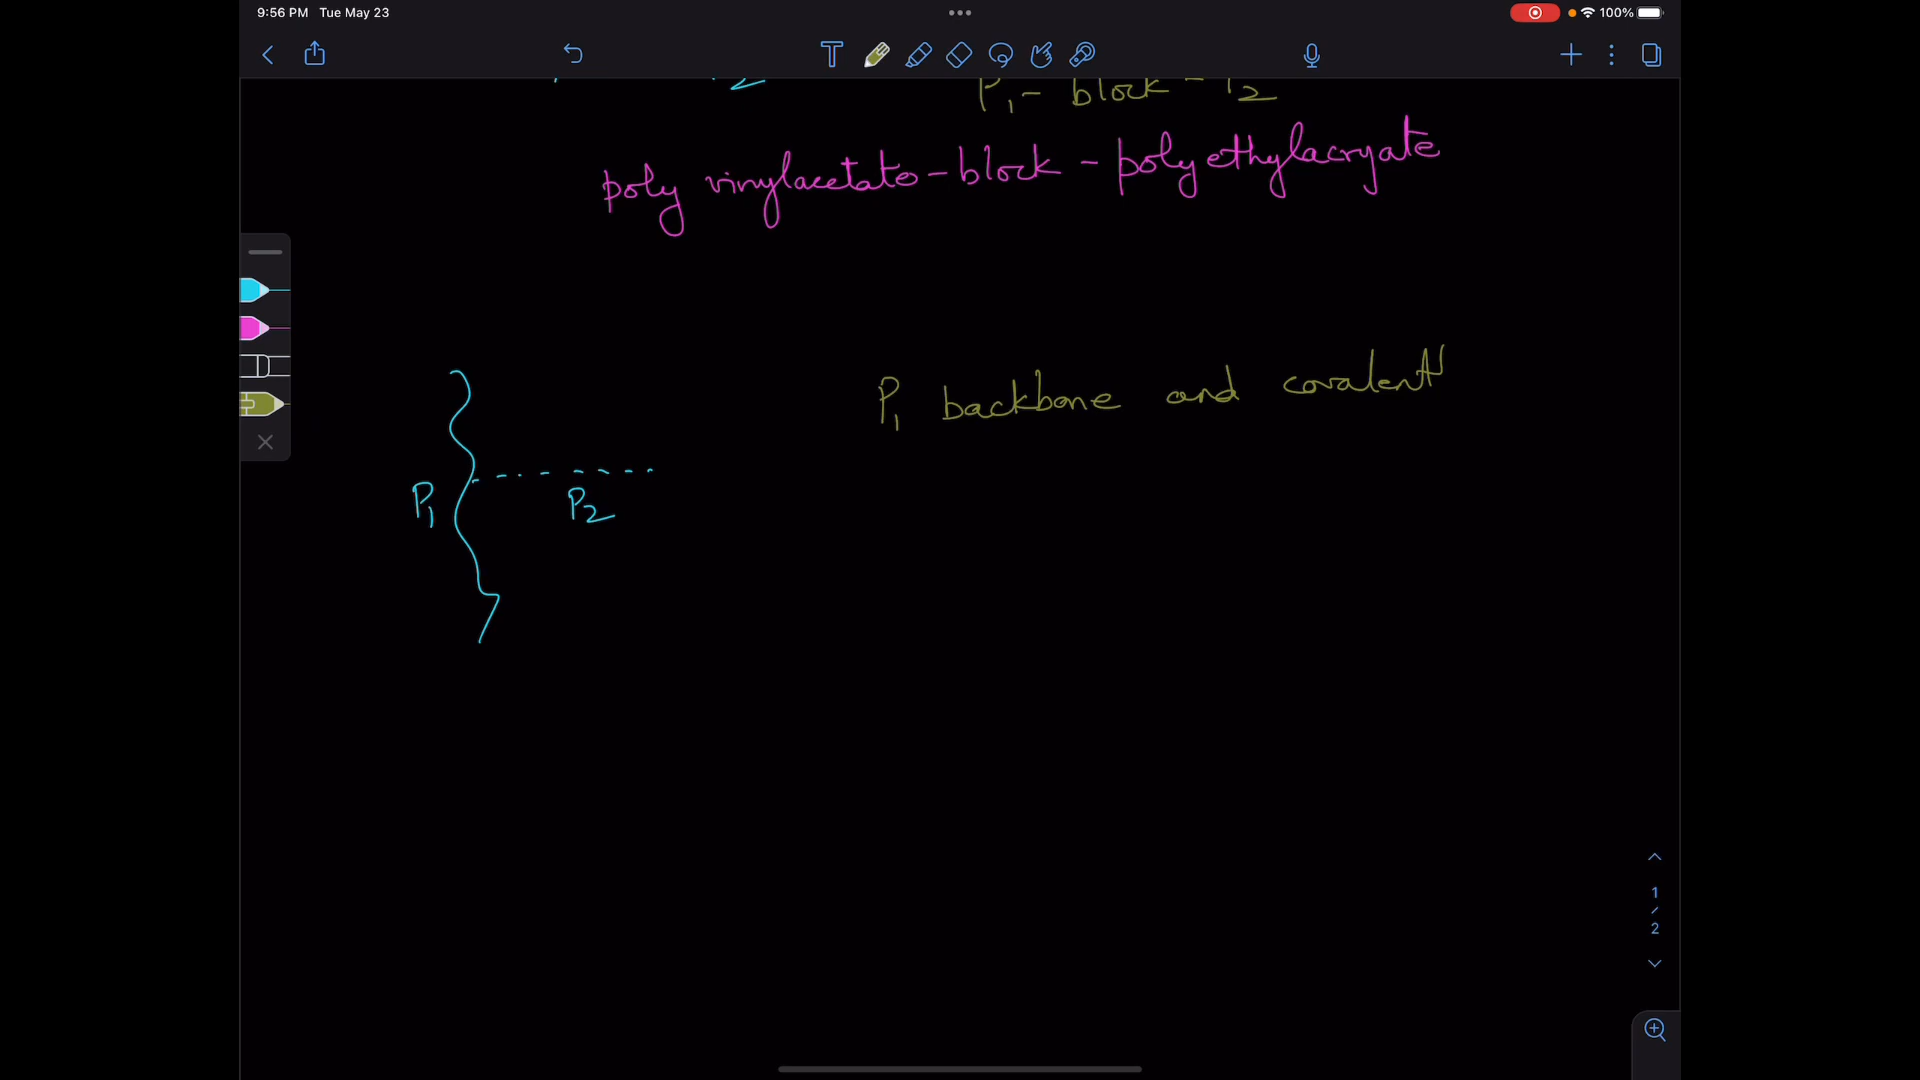 9:56 PM Tue May 23
100%
P1 - block - P2
poly vinylacetate-block-polyethylacryate
P1 backbone and covalent
P1
P2
1
/
2